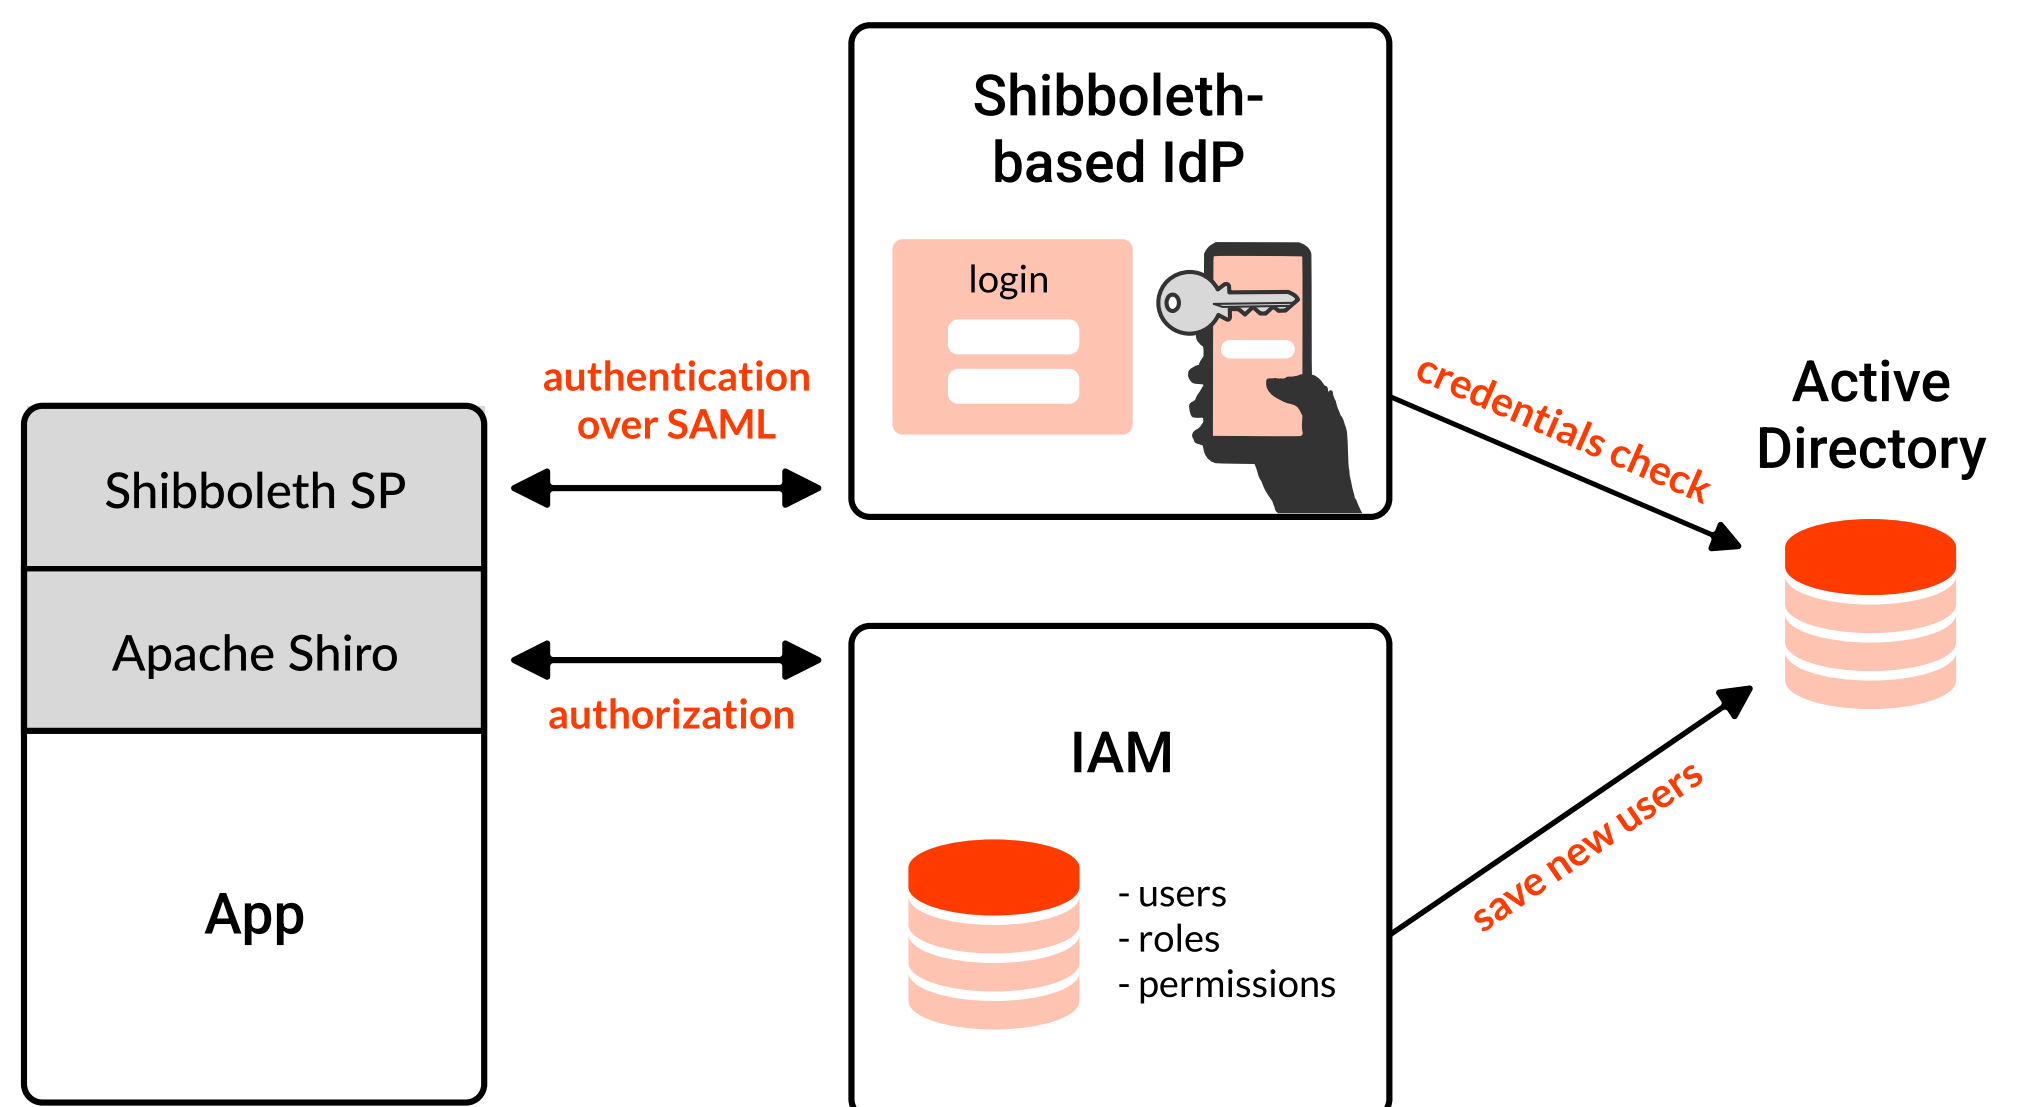 Shibboleth-
based IdP
login
authentication
over SAML
credentials check
Active
Directory
Shibboleth SP
Apache Shiro
authorization
App
IAM
- users
- roles
- permissions
save new users